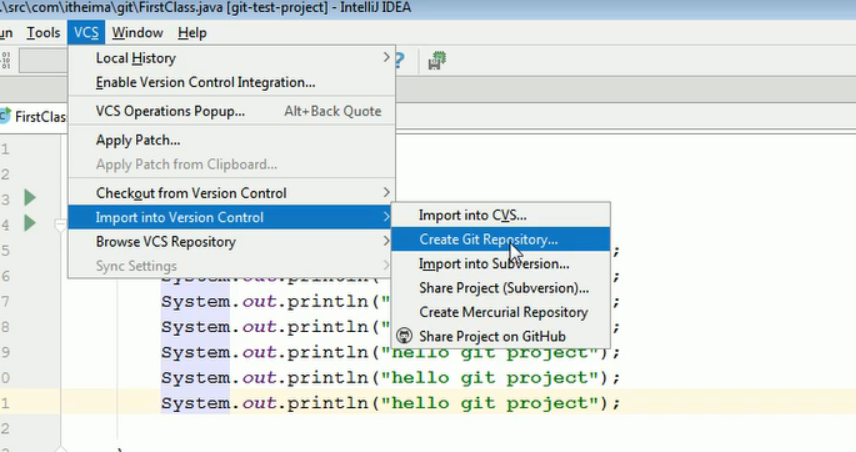 \src\com\itheima\git\FirstClass.java [git-test-project] - IntelliJ IDEA
un Tools VCS Window Help
Local History
Enable Version Control Integration...
VCS Operations Popup... Alt+Back Quote
Apply Patch...
Apply Patch from Clipboard...
Checkout from Version Control
Import into Version Control
Browse VCS Repository
Sync Settings
Import into CVS...
Create Git Repository...
Import into Subversion...
Share Project (Subversion)...
Create Mercurial Repository
Share Project on GitHub
FirstClas
1
2
3
4
5 ;
6 System.out.println(" ;
7 System.out.println(" ;
8 System.out.println(" ;
9 System.out.println("hello git project");
0 System.out.println("hello git project");
1 System.out.println("hello git project");
2